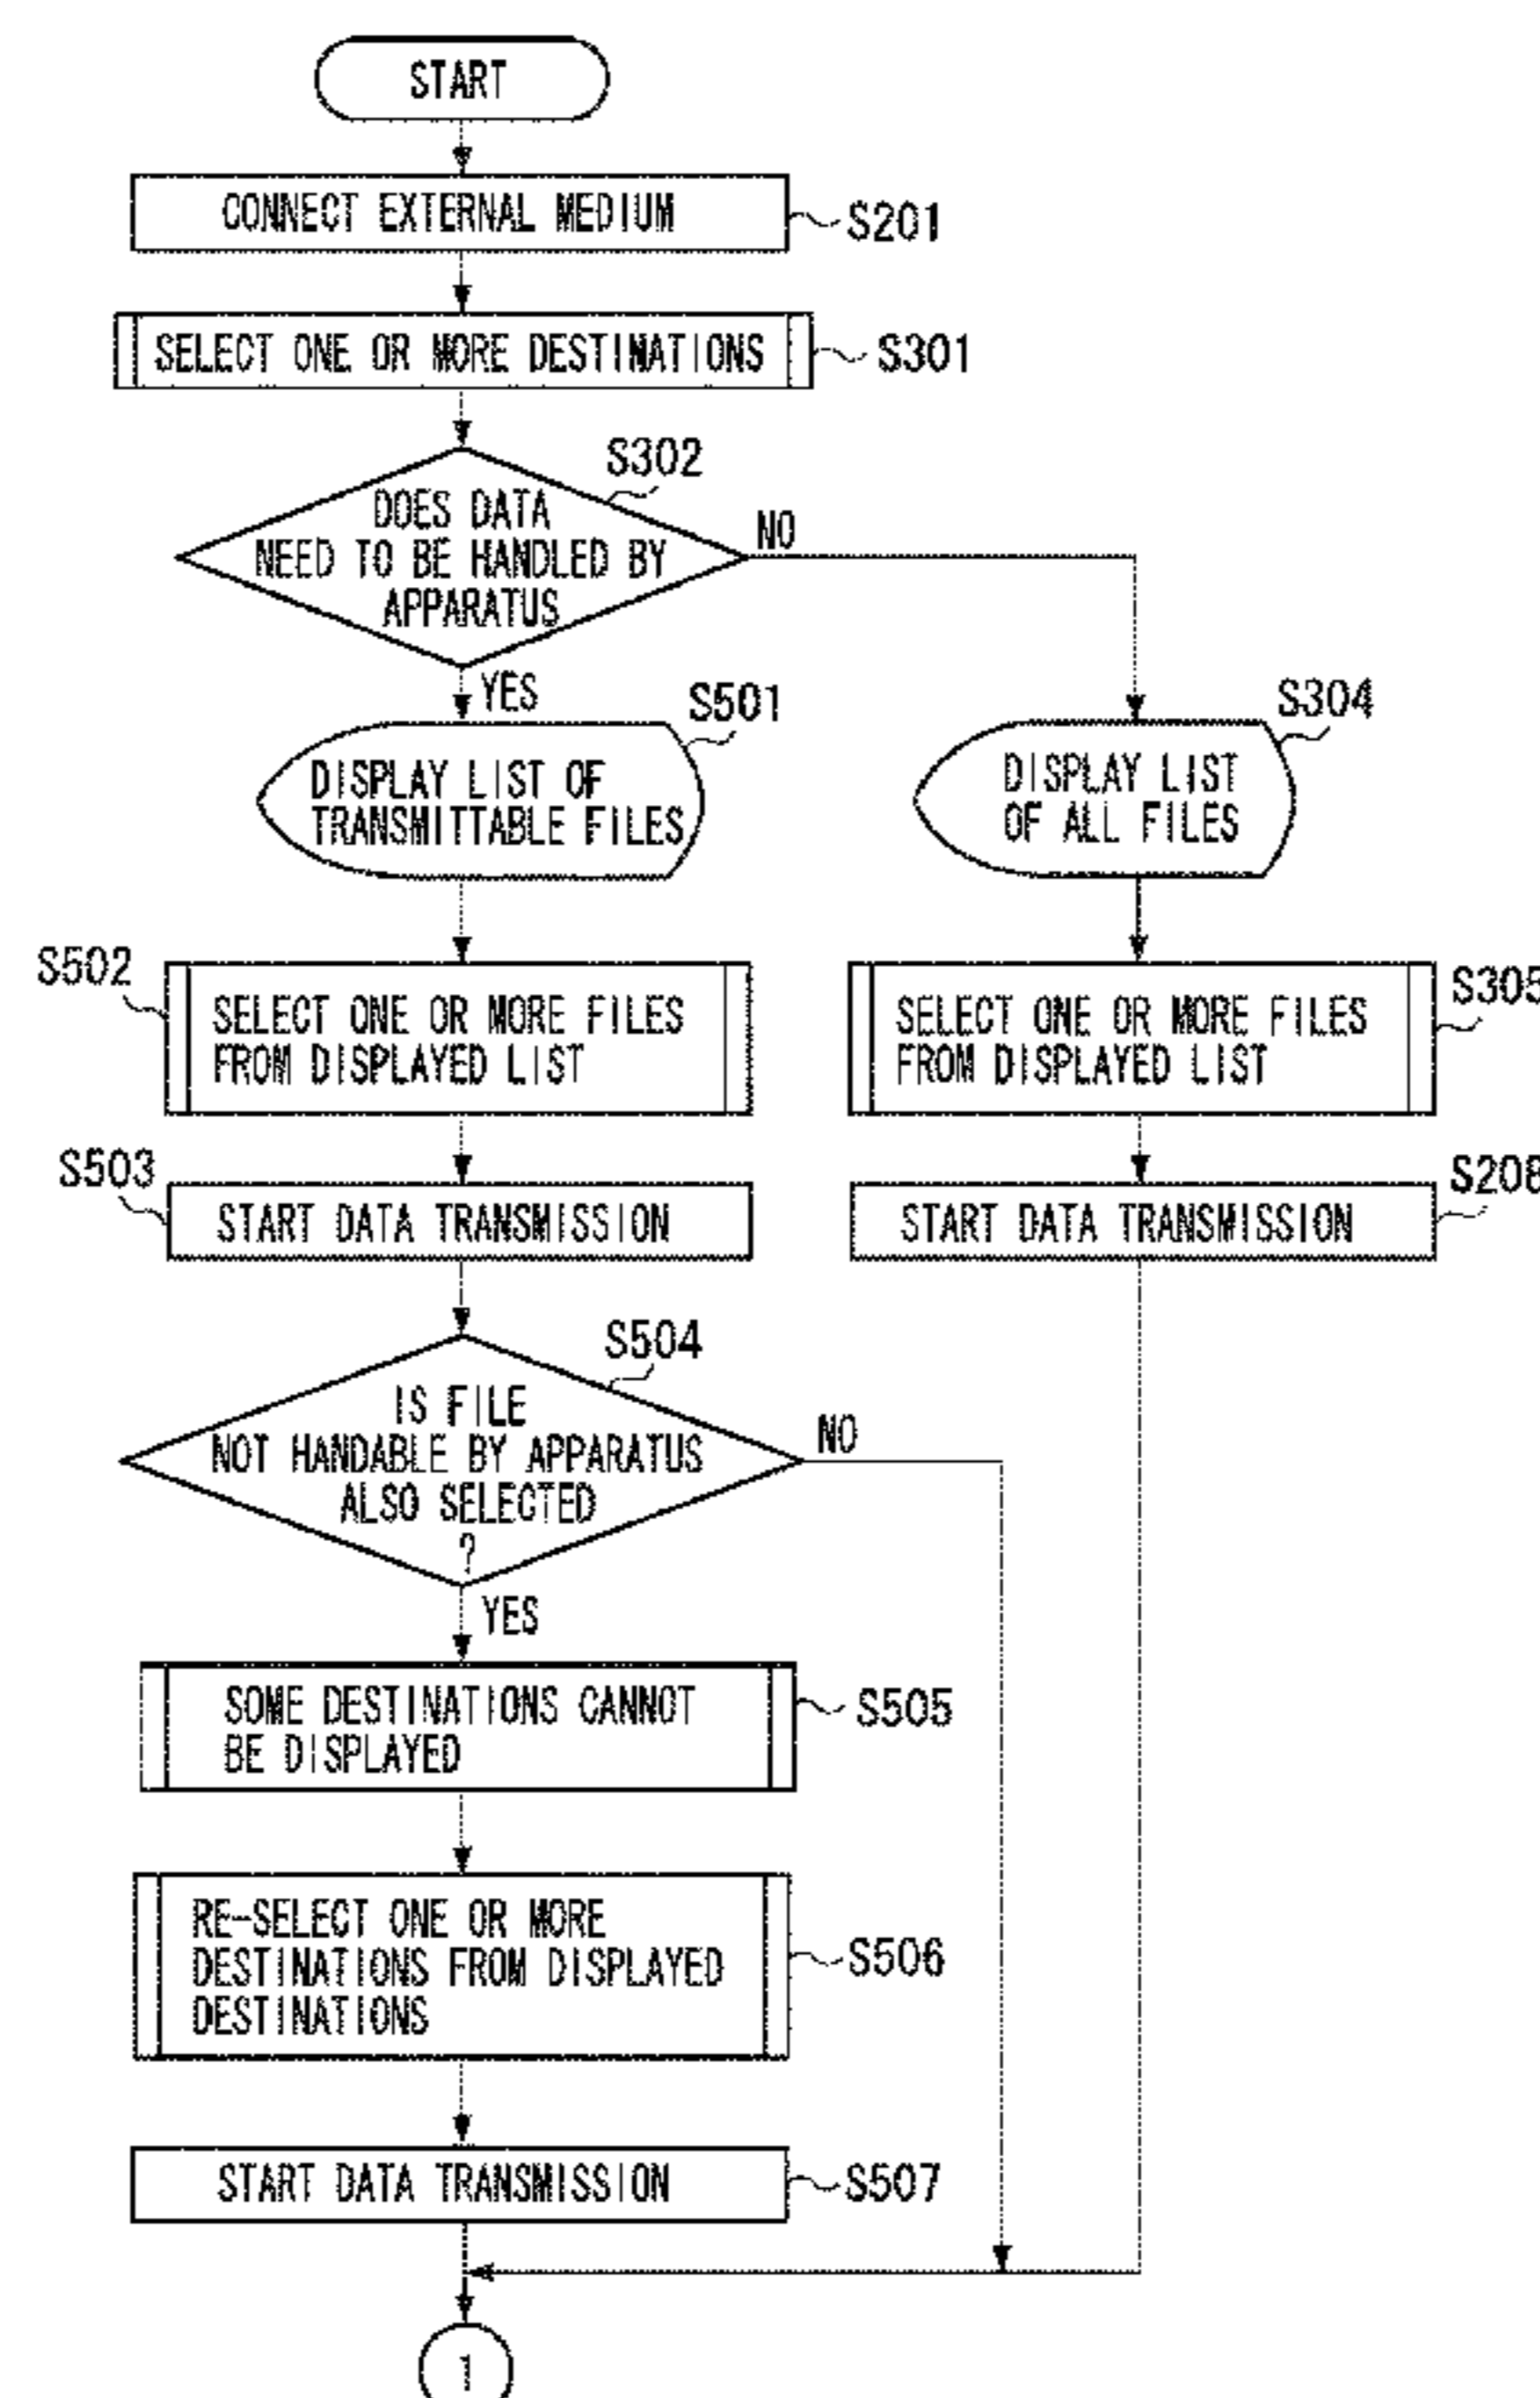 START
CONNECT EXTERNAL MEDIUM
S201
SELECT ONE OR MORE DESTINATIONS
S301
S302
DOES DATA
NEED TO BE HANDLED BY
APPARATUS
NO
YES
S501
DISPLAY LIST OF
TRANSMITTABLE FILES
S304
DISPLAY LIST
OF ALL FILES
S502
SELECT ONE OR MORE FILES
FROM DISPLAYED LIST
S305
SELECT ONE OR MORE FILES
FROM DISPLAYED LIST
S503
START DATA TRANSMISSION
S208
START DATA TRANSMISSION
S504
IS FILE
NOT HANDABLE BY APPARATUS
ALSO SELECTED
?
NO
YES
SOME DESTINATIONS CANNOT
BE DISPLAYED
S505
RE-SELECT ONE OR MORE
DESTINATIONS FROM DISPLAYED
DESTINATIONS
S506
START DATA TRANSMISSION
S507
1